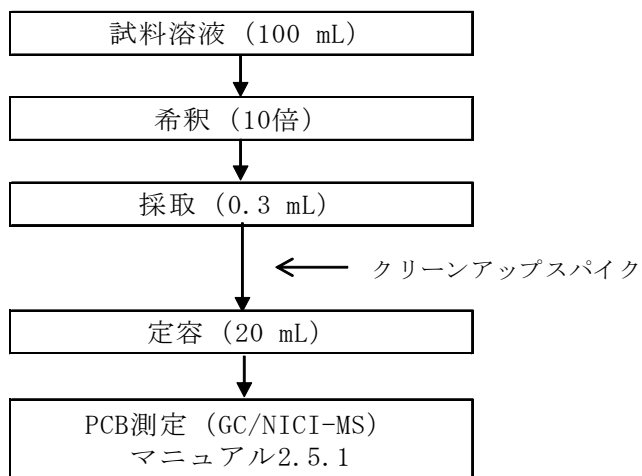 試料溶液 (100 mL)
希釈 (10倍)
採取 (0.3 mL)
クリーンアップスパイク
定容 (20 mL)
PCB測定 (GC/NICI-MS)
マニュアル2.5.1